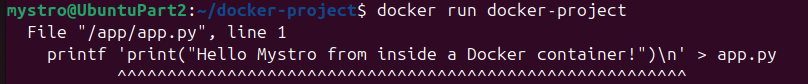 mystro@UbuntuPart2:~/docker-project$ docker run docker-project
  File "/app/app.py", line 1
    printf 'print("Hello Mystro from inside a Docker container!")\n' > app.py
           ^^^^^^^^^^^^^^^^^^^^^^^^^^^^^^^^^^^^^^^^^^^^^^^^^^^^^^^^^